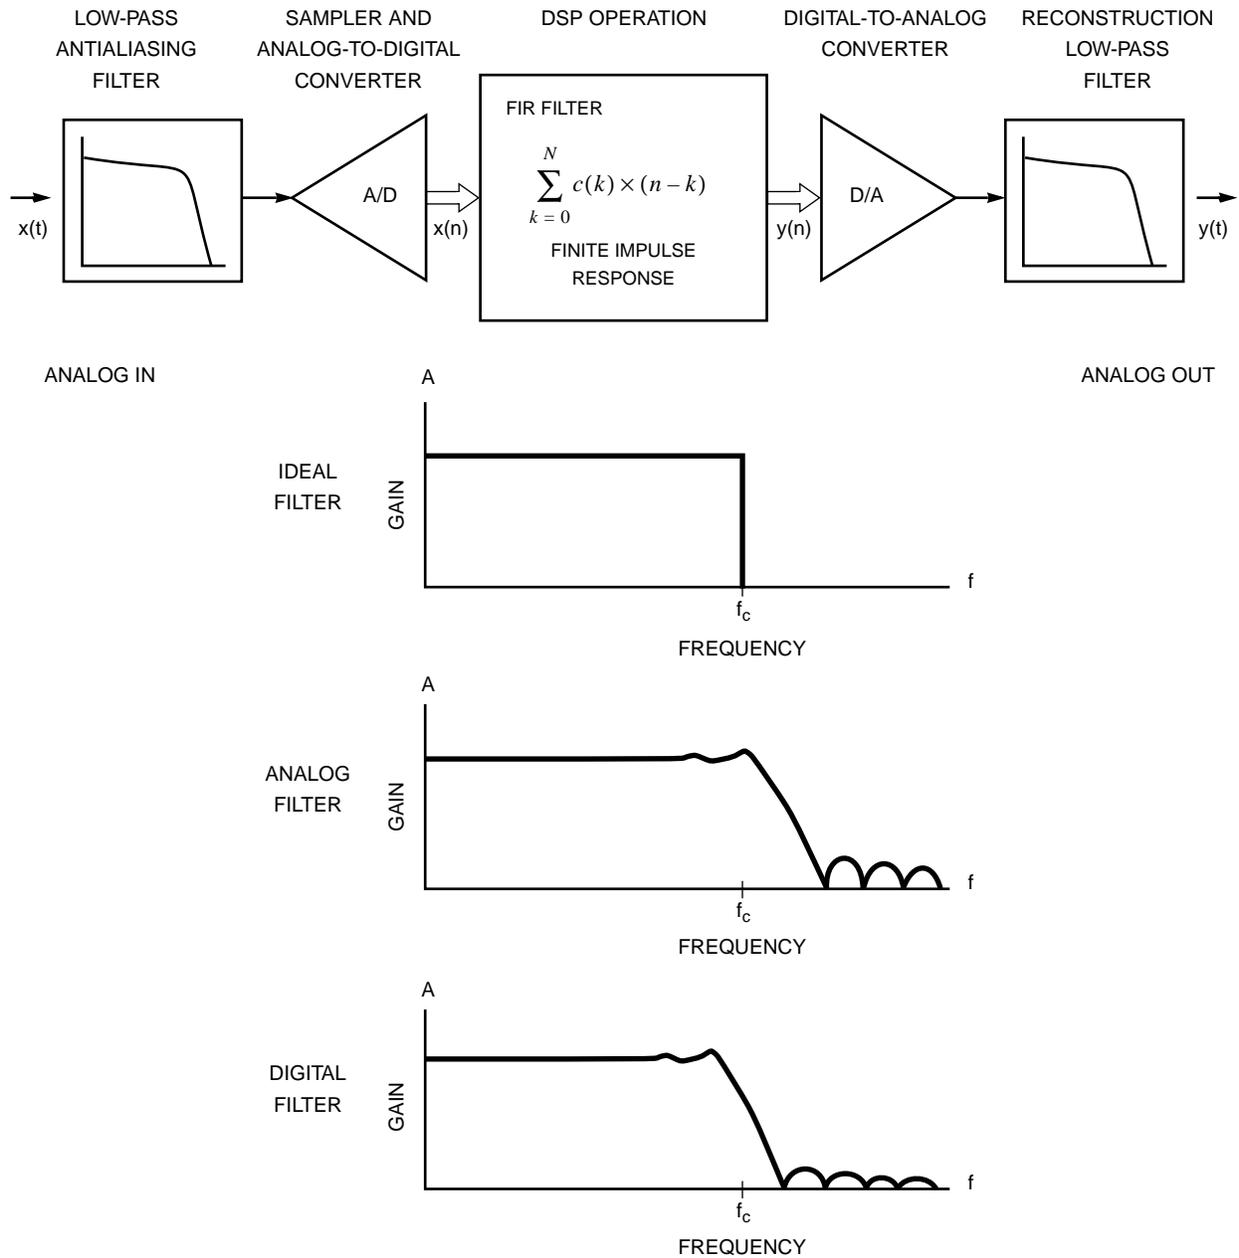 LOW-PASS
ANTIALIASING
FILTER
SAMPLER AND
ANALOG-TO-DIGITAL
CONVERTER
DSP OPERATION
DIGITAL-TO-ANALOG
CONVERTER
RECONSTRUCTION
LOW-PASS
FILTER
x(t)
A/D
x(n)
FIR FILTER
N
∑ c(k) × (n – k)
k = 0
FINITE IMPULSE
RESPONSE
y(n)
D/A
y(t)
ANALOG IN
ANALOG OUT
IDEAL
FILTER
A
GAIN
f
fc
FREQUENCY
ANALOG
FILTER
A
GAIN
f
fc
FREQUENCY
DIGITAL
FILTER
A
GAIN
f
fc
FREQUENCY